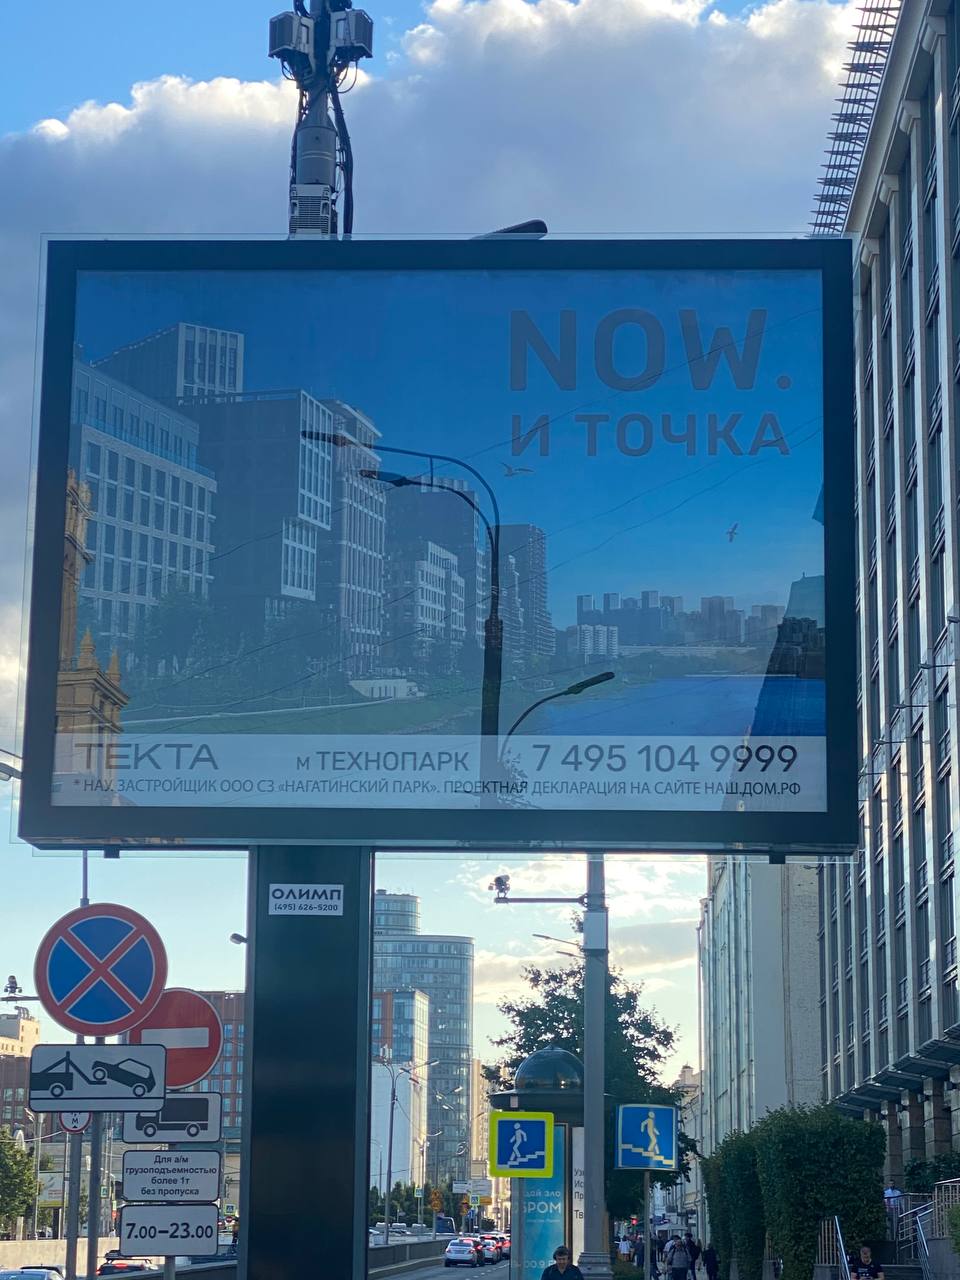 NOW.
И ТОЧКА
ТЕКТА м ТЕХНОПАРК + 7 495 104 9999
* НАУ. ЗАСТРОЙЩИК ООО СЗ «НАГАТИНСКИЙ ПАРК». ПРОЕКТНАЯ ДЕКЛАРАЦИЯ НА САЙТЕ НАШ.ДОМ.РФ
ОЛИМП
(495) 626-5200
Для а/м
грузоподъемностью
более 1т
без пропуска
7.00-23.00